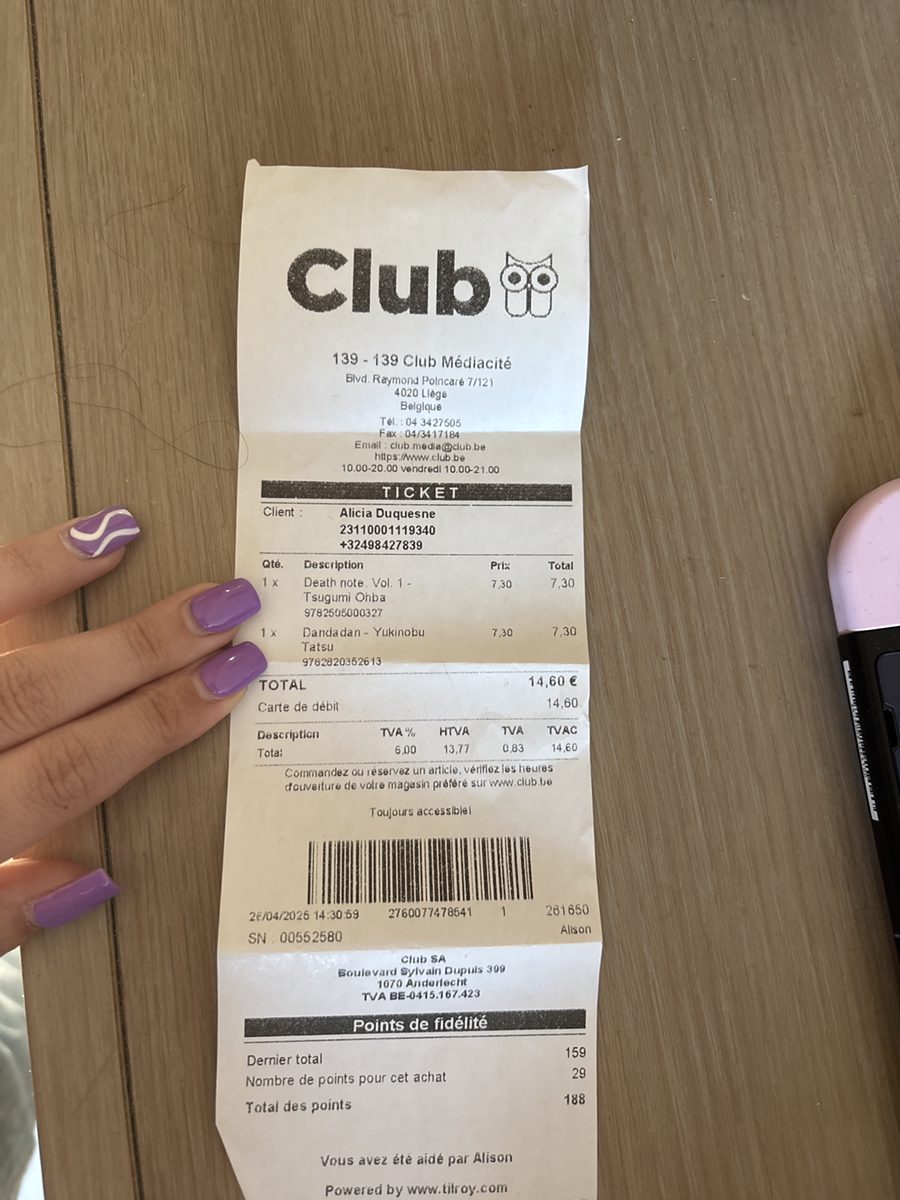 Club
139 - 139 Club Médiacité
Blvd. Raymond Poincaré 7/121
4020 Liège
Belgique
Tél. : 04 3427505
Fax : 04/3417184
Email : club.media@club.be
https://www.club.be
10.00-20.00 vendredi 10.00-21.00
TICKET
Client : Alicia Duquesne
23110001119340
+32498427839
Qté. Description Prix Total
1 x Death note. Vol. 1 - 7,30 7,30
Tsugumi Ohba
9782505000327
1 x Dandadan - Yukinobu 7,30 7,30
Tatsu
9782820352613
TOTAL 14,60 €
Carte de débit 14,60
Description TVA % HTVA TVA TVAC
Total 6,00 13,77 0,83 14,60
Commandez ou réservez un article, vérifiez les heures
d'ouverture de votre magasin préféré sur www.club.be
Toujours accessible!
26/04/2025 14:30:59 2760077478541 1 261650
SN : 00552580 Alison
Club SA
Boulevard Sylvain Dupuis 399
1070 Anderlecht
TVA BE-0415.167.423
Points de fidélité
Dernier total 159
Nombre de points pour cet achat 29
Total des points 188
Vous avez été aidé par Alison
Powered by www.tilroy.com